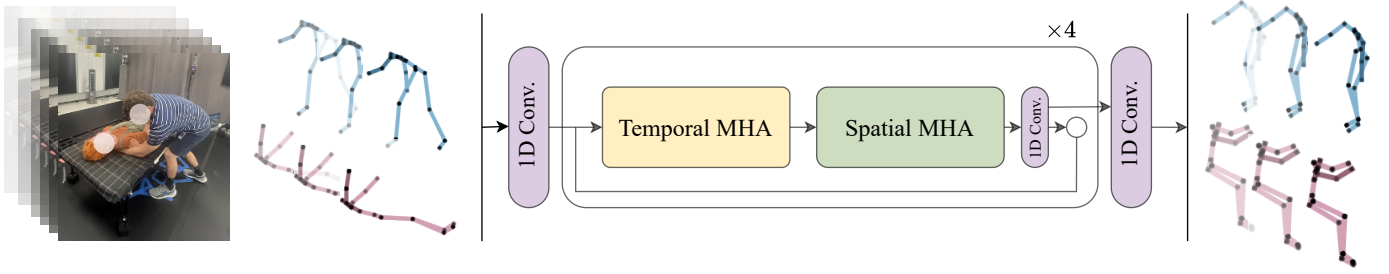 ×4
1D Conv.
Temporal MHA
Spatial MHA
1D Conv.
1D Conv.